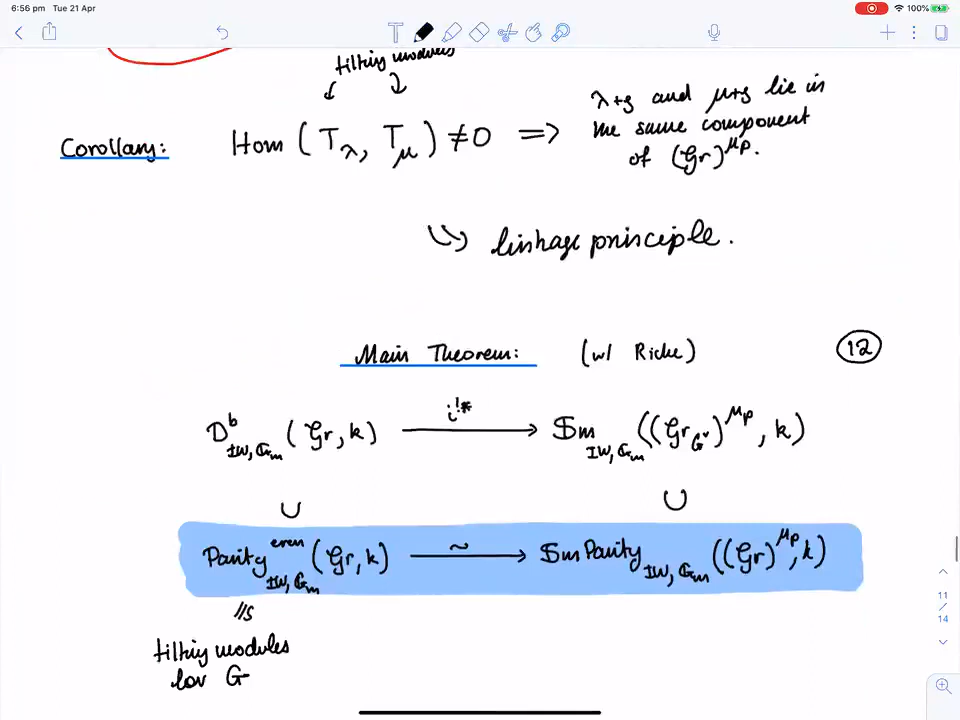 6:56 pm Tue 21 Apr
100%
tilting modules
Corollary: Hom (T_λ, T_μ) ≠ 0 ⟹ λ+ς and μ+ς lie in
the same component
of (Gr)^{μ_p}.
↪ linkage principle.
Main Theorem: (w/ Riche) 12
D^b_{IW,G_m} (Gr, k) —i^{!*}→ Sm_{IW,G_m} ((Gr_{G^∨})^{μ_p}, k)
∪ ∪
Parity^{even}_{IW,G_m} (Gr, k) —∼→ SmParity_{IW,G_m} ((Gr)^{μ_p}, k)
tilting modules
for G
11
/
14